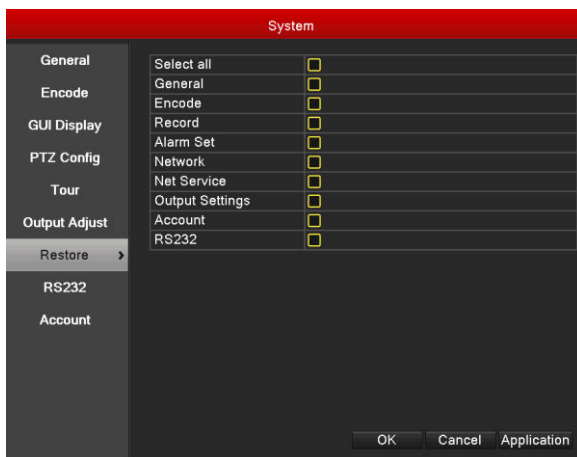 System
General
Encode
GUI Display
PTZ Config
Tour
Output Adjust
Restore
RS232
Account
Select all
General
Encode
Record
Alarm Set
Network
Net Service
Output Settings
Account
RS232
OK Cancel Application